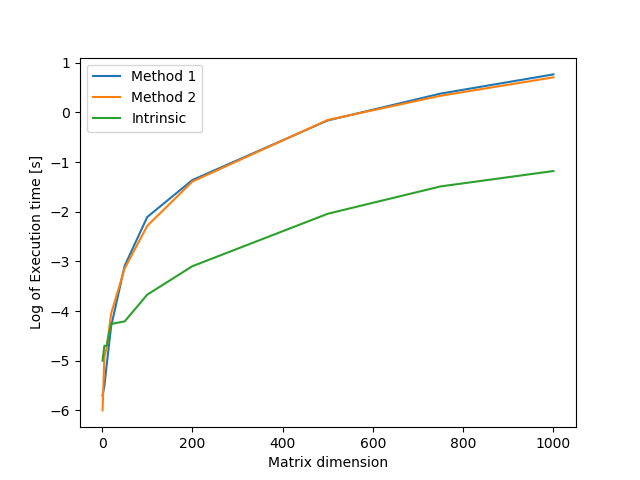 Method 1
Method 2
Intrinsic
1
0
−1
−2
−3
−4
−5
−6
Log of Execution time [s]
0 200 400 600 800 1000
Matrix dimension